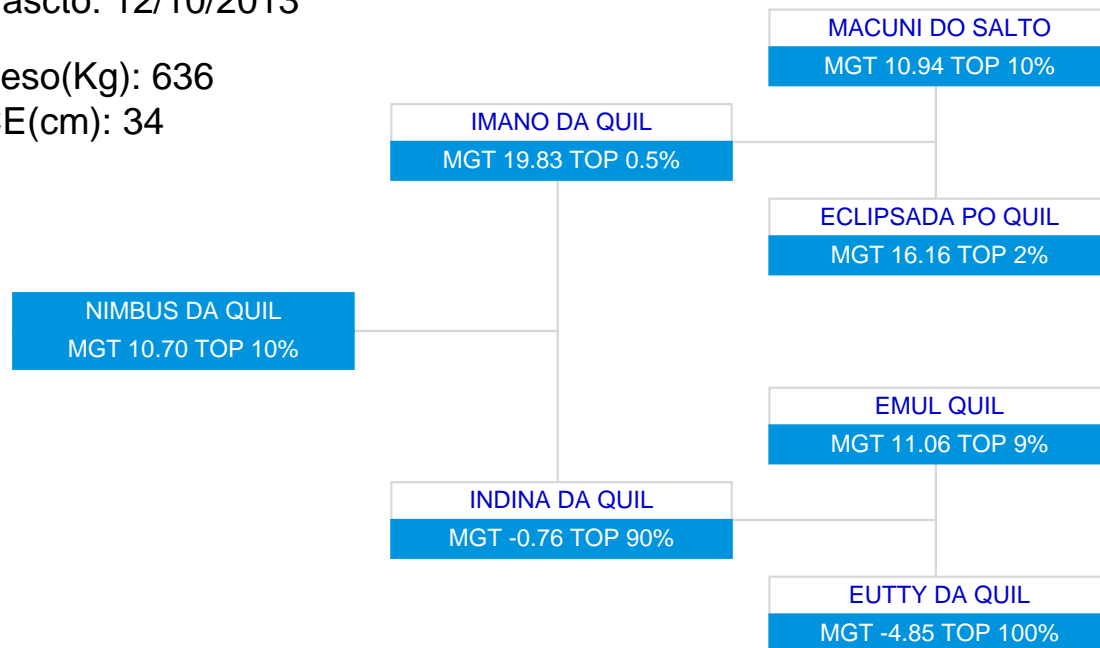 ascto: 12/10/2013
eso(Kg): 636
E(cm): 34
MACUNI DO SALTO
MGT 10.94 TOP 10%
IMANO DA QUIL
MGT 19.83 TOP 0.5%
ECLIPSADA PO QUIL
MGT 16.16 TOP 2%
NIMBUS DA QUIL
MGT 10.70 TOP 10%
EMUL QUIL
MGT 11.06 TOP 9%
INDINA DA QUIL
MGT -0.76 TOP 90%
EUTTY DA QUIL
MGT -4.85 TOP 100%